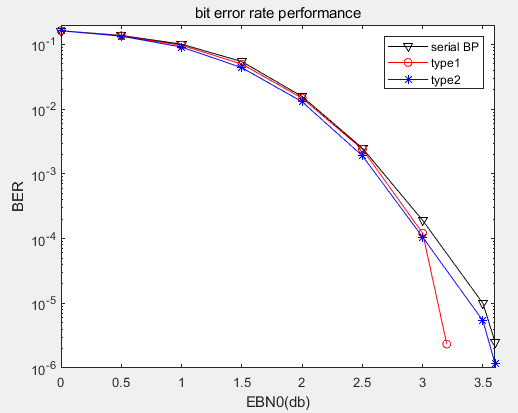 bit error rate performance
serial BP
type1
type2
BER
10^-1
10^-2
10^-3
10^-4
10^-5
10^-6
0 0.5 1 1.5 2 2.5 3 3.5
EBN0(db)